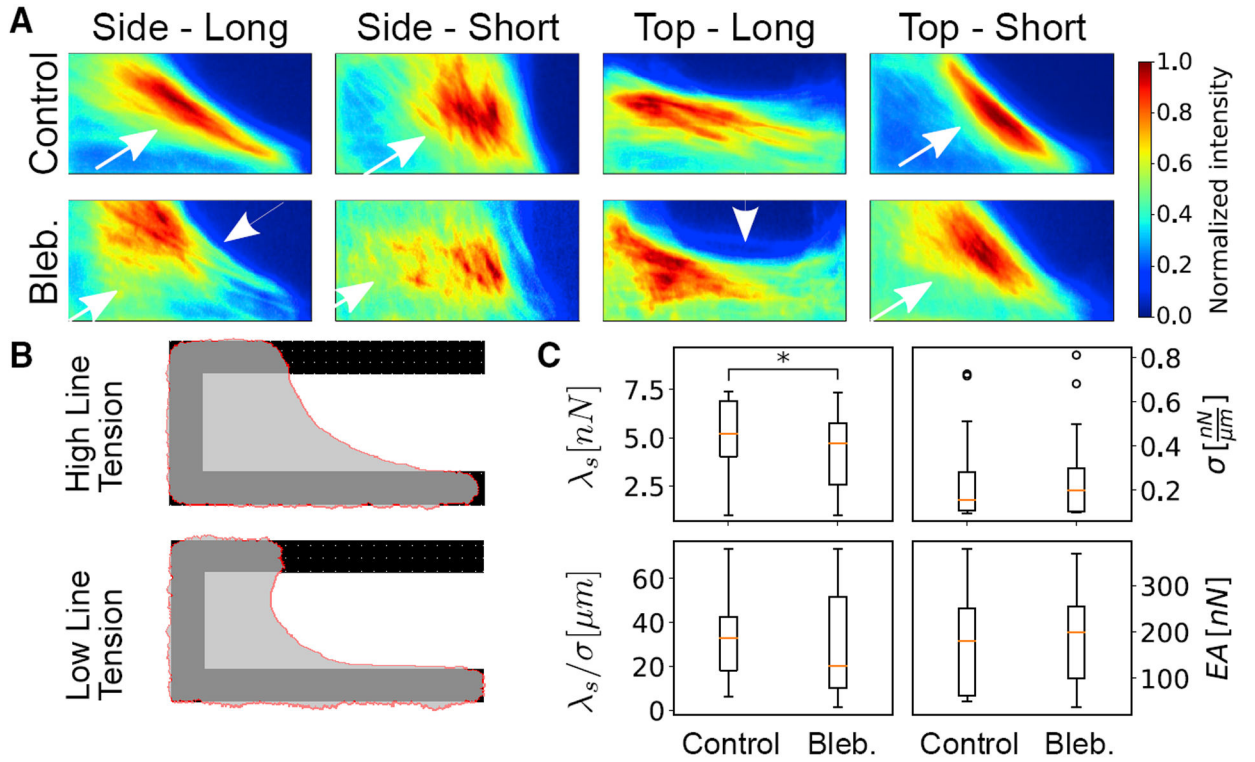 A
Side - Long
Side - Short
Top - Long
Top - Short
Control
Bleb.
1.0
0.8
0.6
0.4
0.2
0.0
Normalized intensity
B
High Line
Tension
Low Line
Tension
C
λs [nN]
7.5
5.0
2.5
*
0.8
0.6
0.4
0.2
σ [nN/μm]
λs/σ [μm]
60
40
20
0
300
200
100
EA [nN]
Control
Bleb.
Control
Bleb.